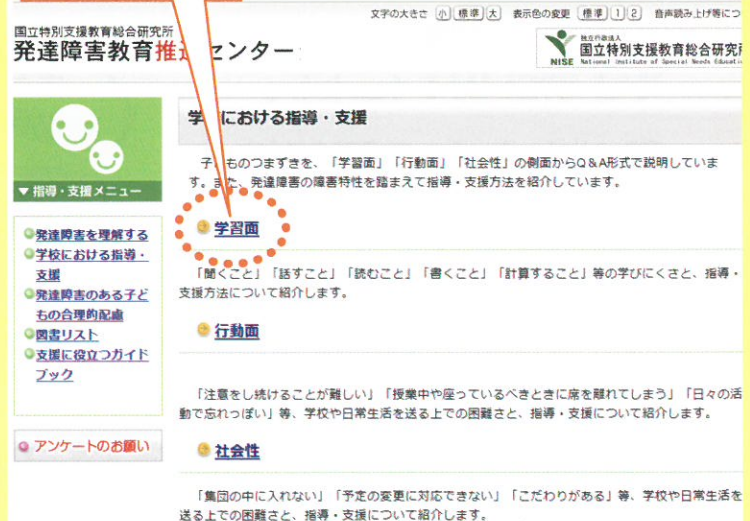 文字の大きさ 小 標準 大 表示色の変更 標準 1 2 音声読み上げ等につ
国立特別支援教育総合研究所
発達障害教育推進センター
独立行政法人
国立特別支援教育総合研究
NISE National Institute of Special Needs Educati
学 における指導・支援
▼指導・支援メニュー
発達障害を理解する
学校における指導・
支援
発達障害のある子ど
もの合理的配慮
図書リスト
支援に役立つガイド
ブック
アンケートのお願い
子 ものつまずきを、「学習面」「行動面」「社会性」の側面からQ&A形式で説明していま
す。また、発達障害の障害特性を踏まえて指導・支援方法を紹介しています。
学習面
「聞くこと」「話すこと」「読むこと」「書くこと」「計算すること」等の学びにくさと、指導・
支援方法について紹介します。
行動面
「注意をし続けることが難しい」「授業中や座っているべきときに席を離れてしまう」「日々の活
動で忘れっぽい」等、学校や日常生活を送る上での困難さと、指導・支援について紹介します。
社会性
「集団の中に入れない」「予定の変更に対応できない」「こだわりがある」等、学校や日常生活を
送る上での困難さと、指導・支援について紹介します。